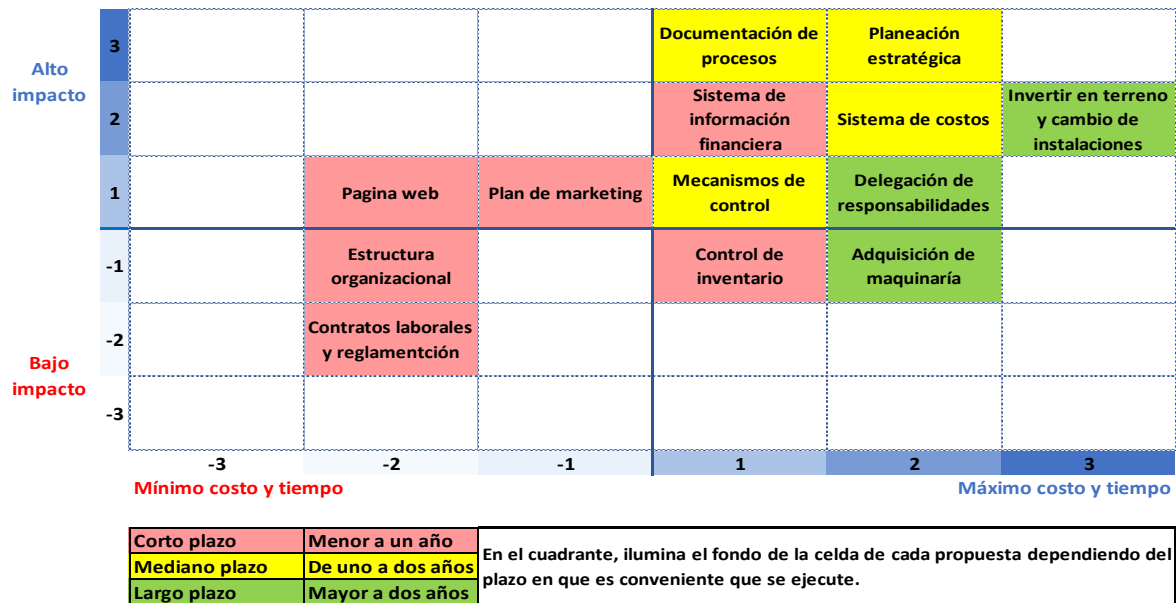 Alto
impacto
3
Documentación de
procesos
Planeación
estratégica
2
Sistema de
información
financiera
Sistema de costos
Invertir en terreno
y cambio de
instalaciones
1
Pagina web
Plan de marketing
Mecanismos de
control
Delegación de
responsabilidades
-1
Estructura
organizacional
Control de
inventario
Adquisición de
maquinaría
Bajo
impacto
-2
Contratos laborales
y reglamentción
-3
-3
-2
-1
1
2
3
Mínimo costo y tiempo
Máximo costo y tiempo
Corto plazo
Menor a un año
Mediano plazo
De uno a dos años
Largo plazo
Mayor a dos años
En el cuadrante, ilumina el fondo de la celda de cada propuesta dependiendo del
plazo en que es conveniente que se ejecute.